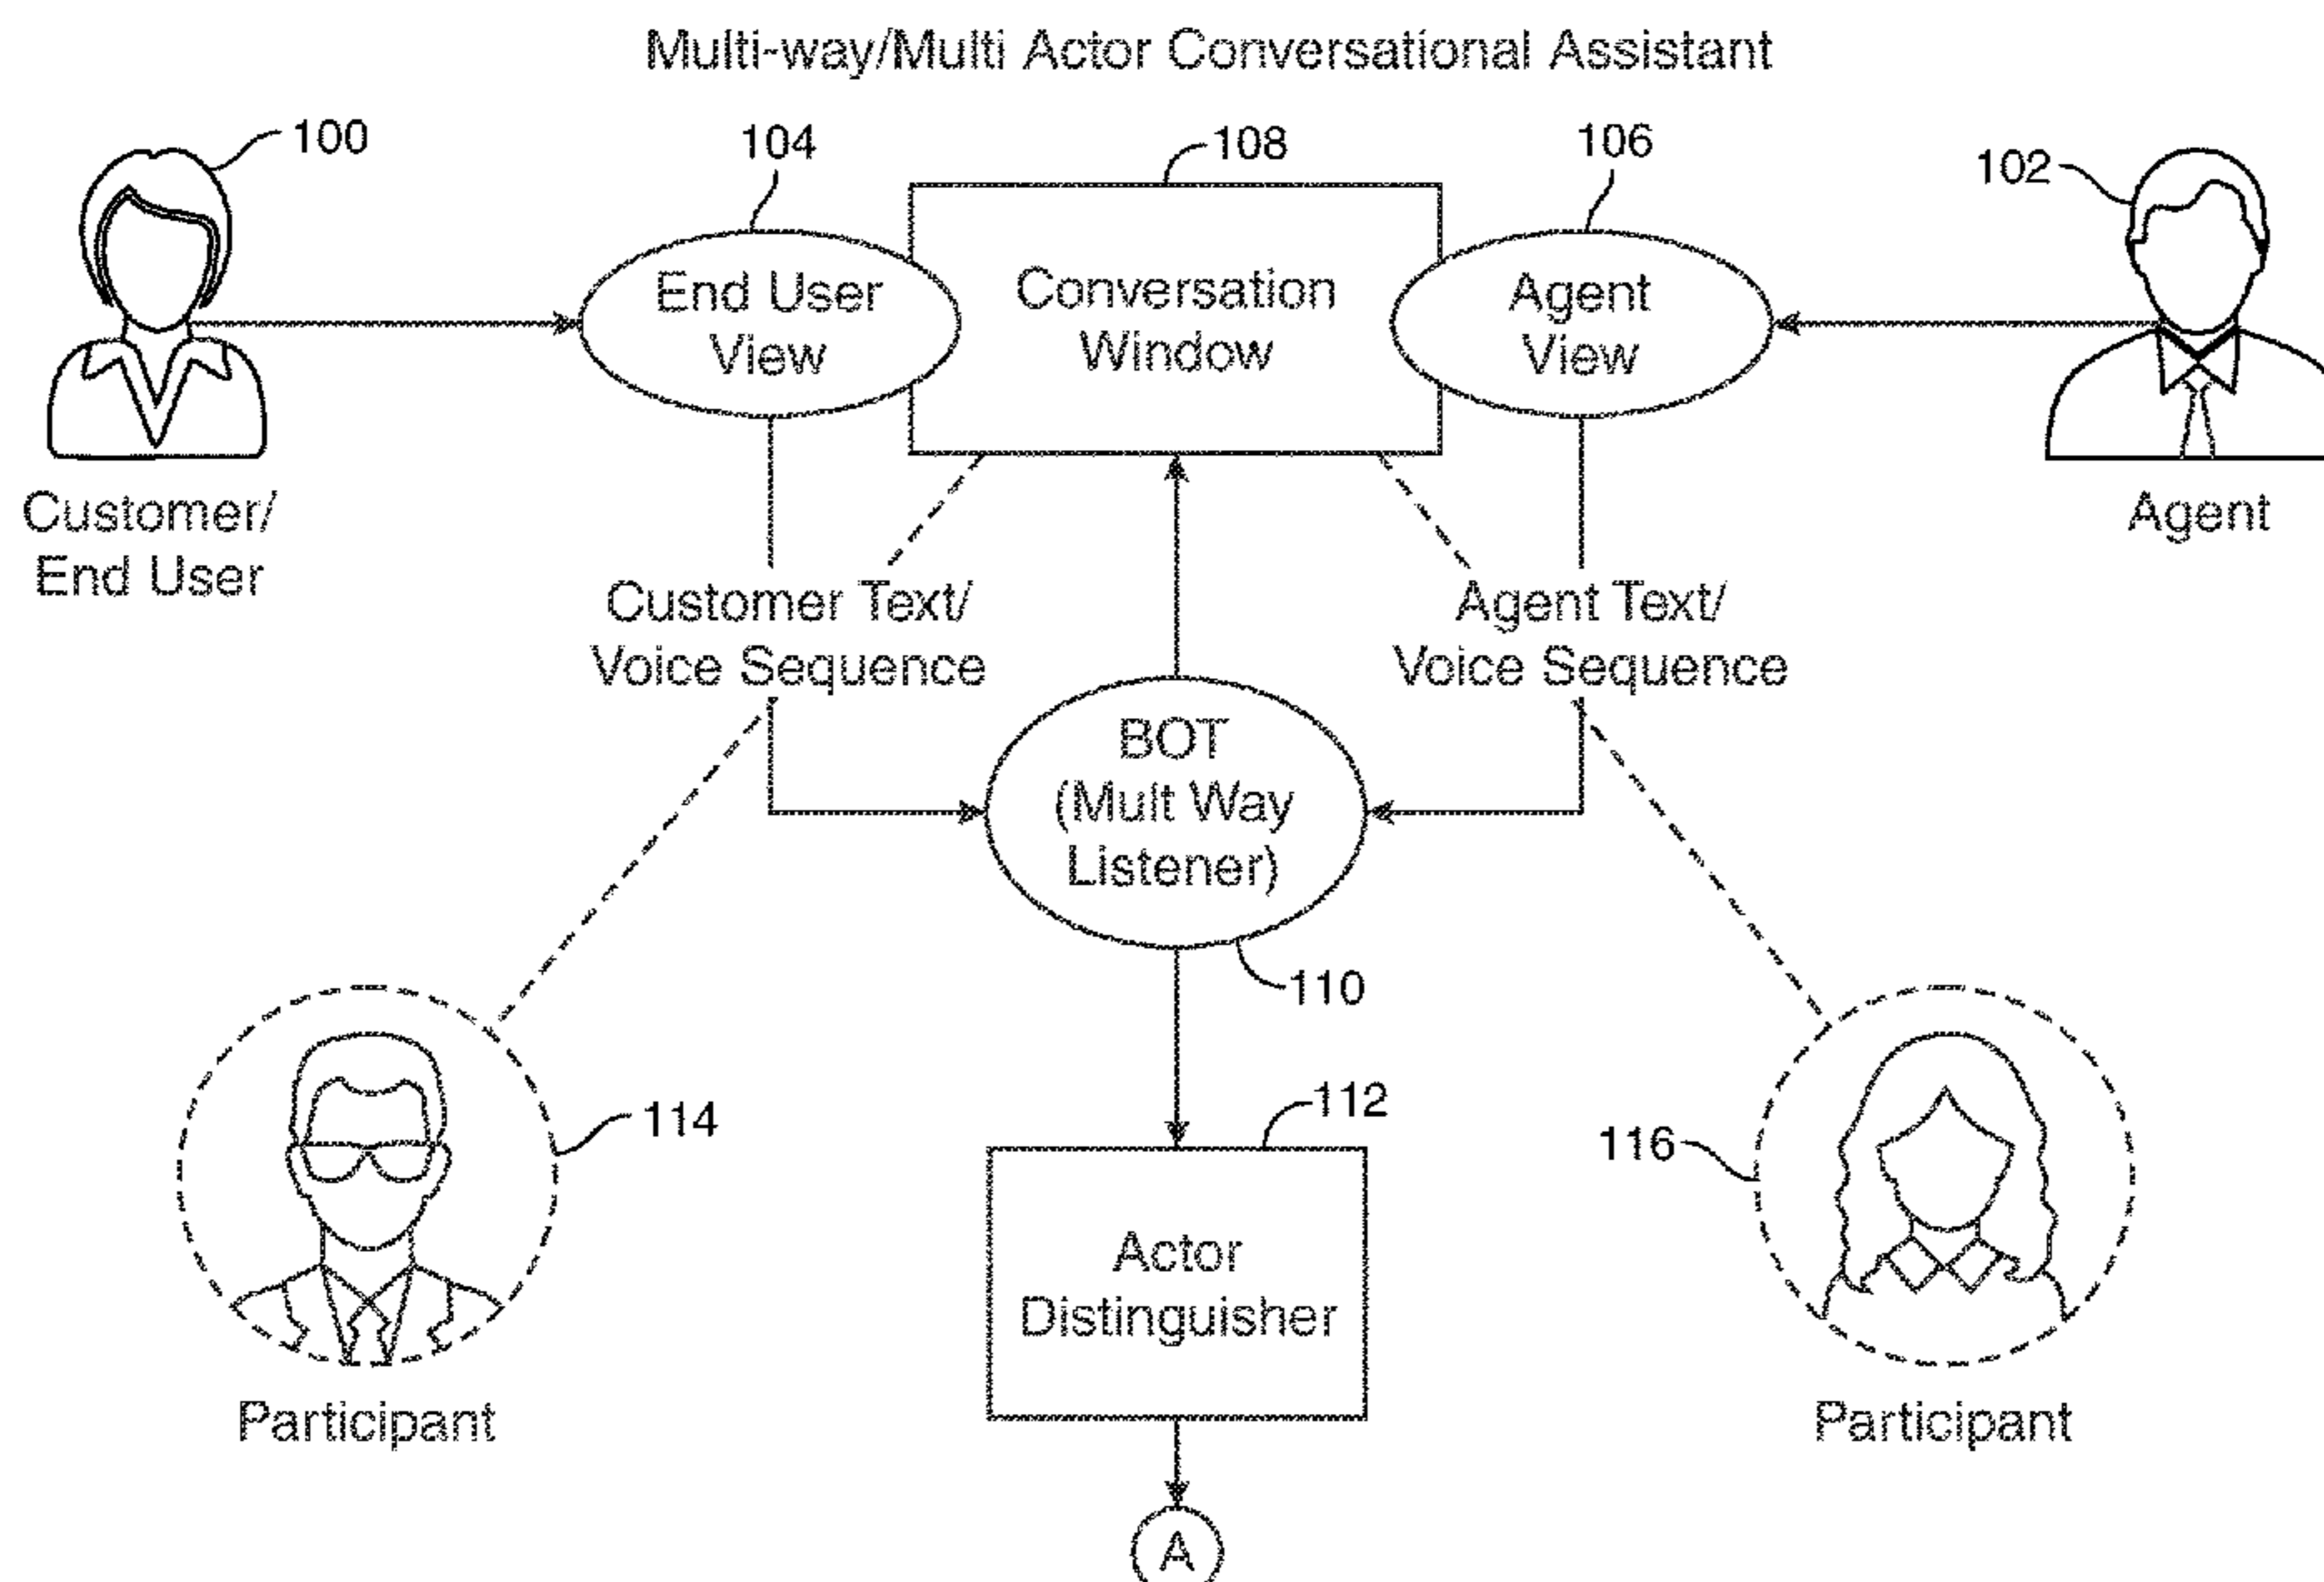 Multi-way/Multi Actor Conversational Assistant
100
104
108
106
102
End User
View
Conversation
Window
Agent
View
Customer/
End User
Agent
Customer Text/
Voice Sequence
Agent Text/
Voice Sequence
BOT
(Mult Way
Listener)
110
112
114
116
Actor
Distinguisher
Participant
Participant
A